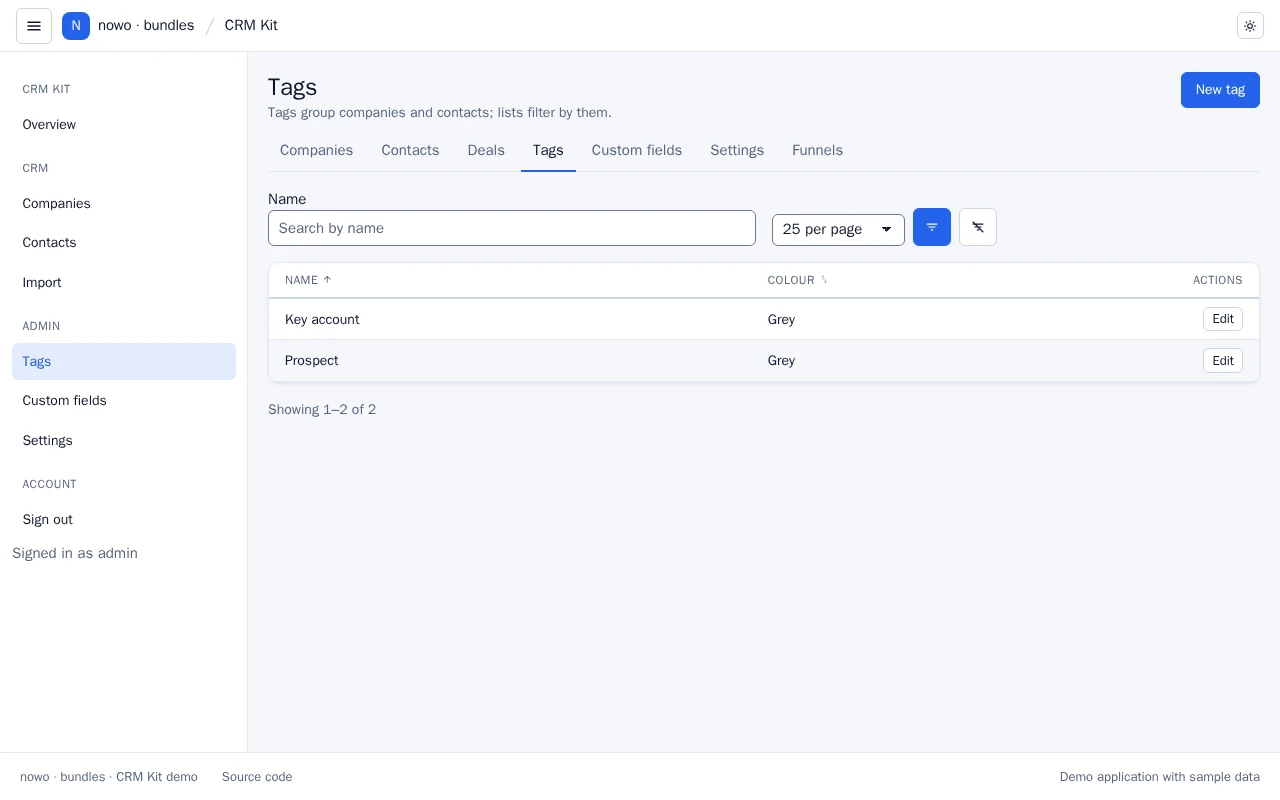 N nowo · bundles / CRM Kit
CRM KIT
Overview
CRM
Companies
Contacts
Import
ADMIN
Tags
Custom fields
Settings
ACCOUNT
Sign out
Signed in as admin
Tags
New tag
Tags group companies and contacts; lists filter by them.
Companies Contacts Deals Tags Custom fields Settings Funnels
Name
Search by name 25 per page
NAME ↑ COLOUR ↑↓ ACTIONS
Key account Grey Edit
Prospect Grey Edit
Showing 1–2 of 2
nowo · bundles · CRM Kit demo Source code Demo application with sample data